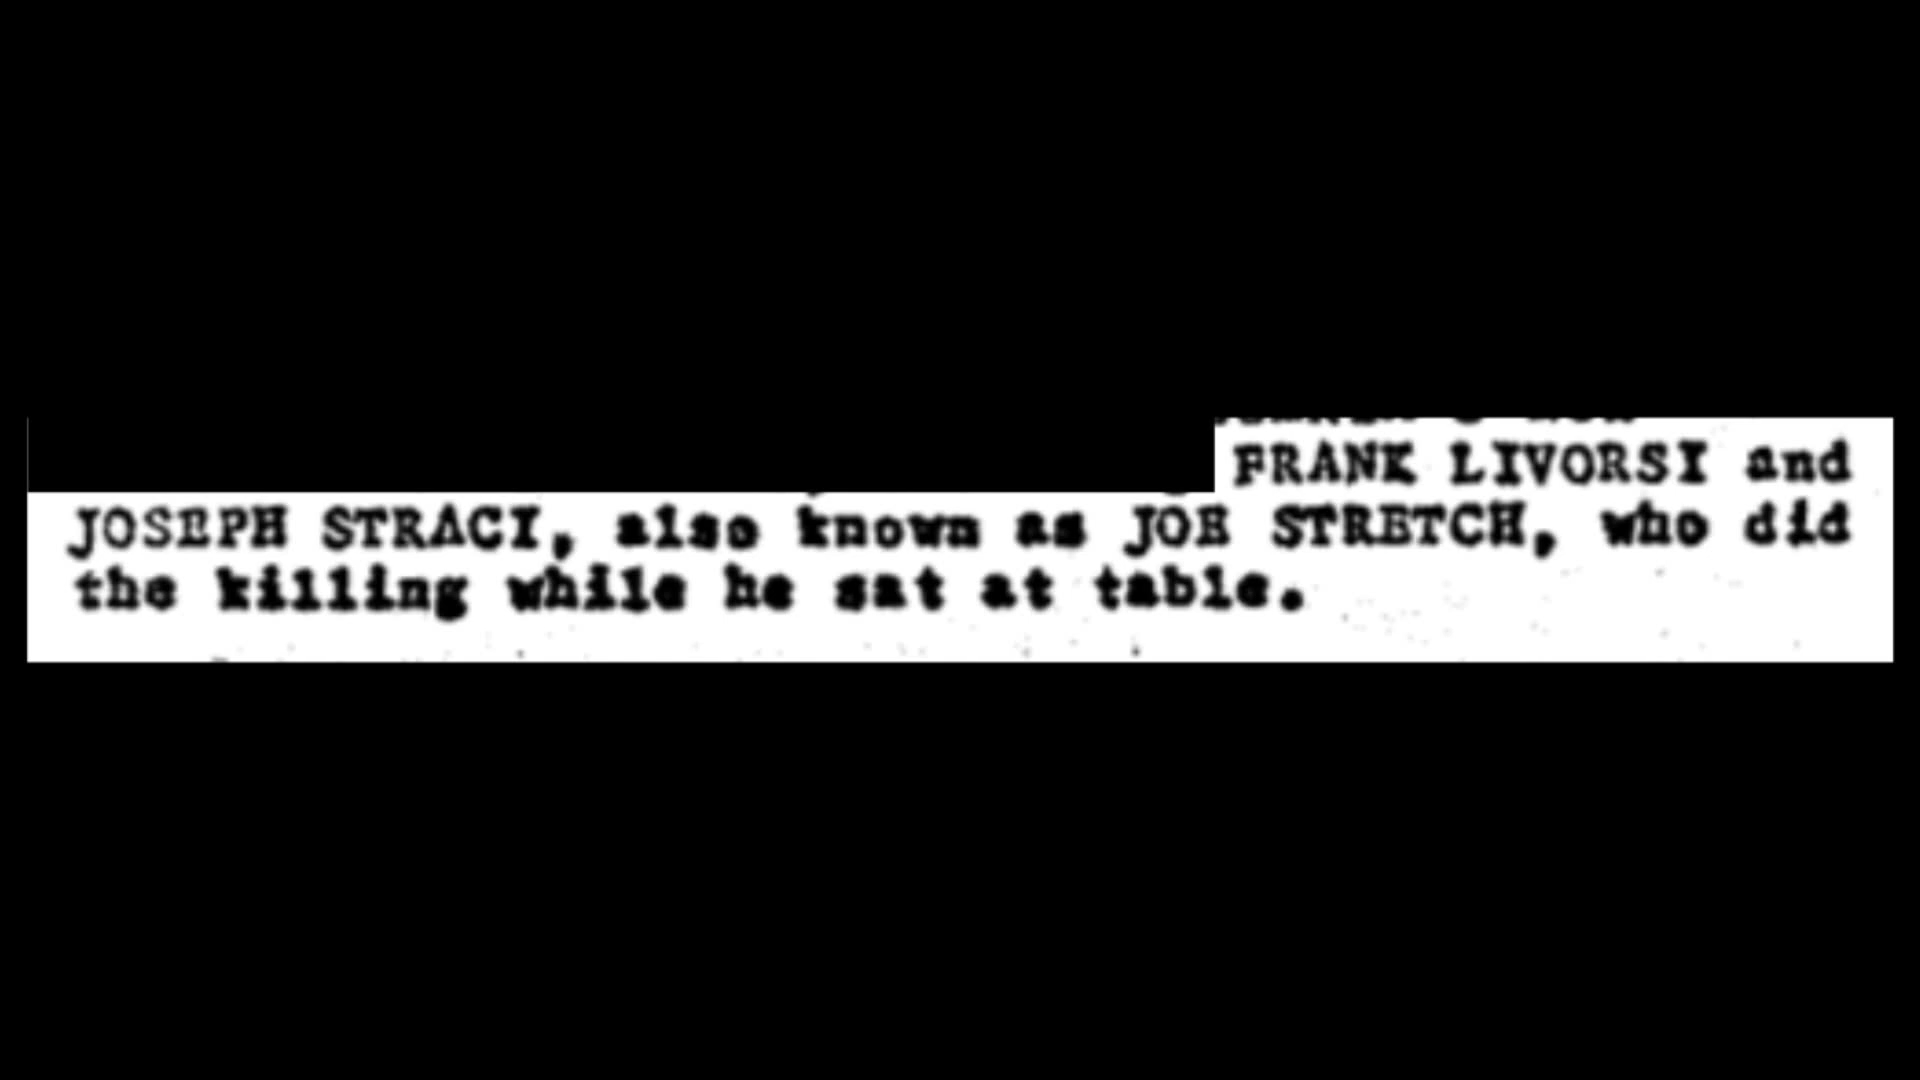 FRANK LIVORSI and
JOSEPH STRACI, also known as JOE STRETCH, who did
the killing while he sat at table.